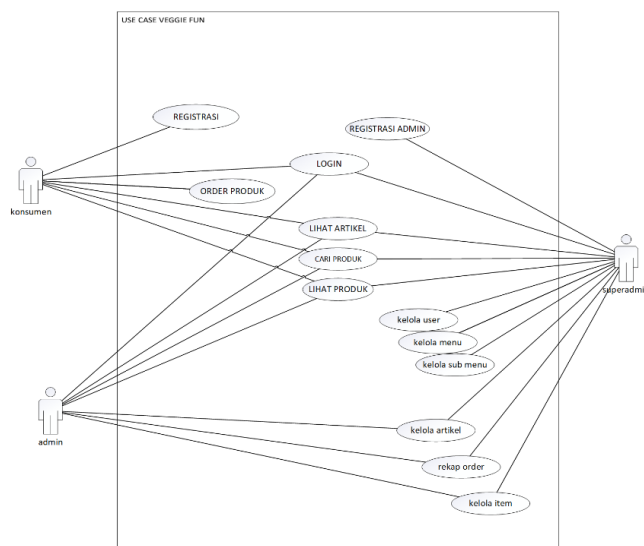 USE CASE VEGGIE FUN
REGISTRASI
REGISTRASI ADMIN
LOGIN
konsumen
ORDER PRODUK
LIHAT ARTIKEL
CARI PRODUK
superadmi
LIHAT PRODUK
kelola user
kelola menu
kelola sub menu
admin
kelola artikel
rekap order
kelola item